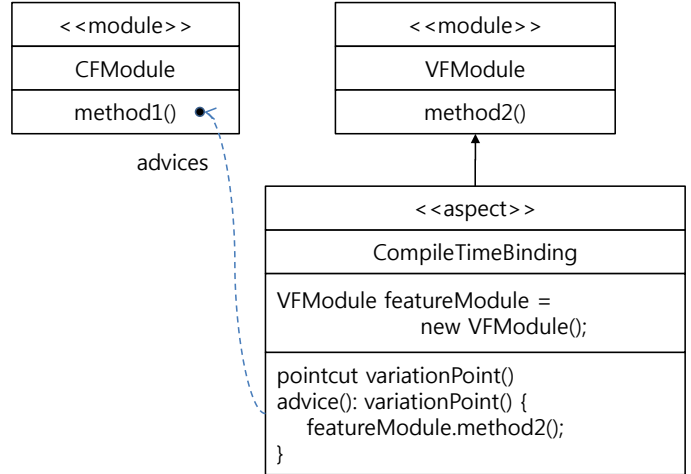 <<module>>
CFModule
method1()
<<module>>
VFModule
method2()
advices
<<aspect>>
CompileTimeBinding
VFModule featureModule =
new VFModule();
pointcut variationPoint()
advice(): variationPoint() {
featureModule.method2();
}